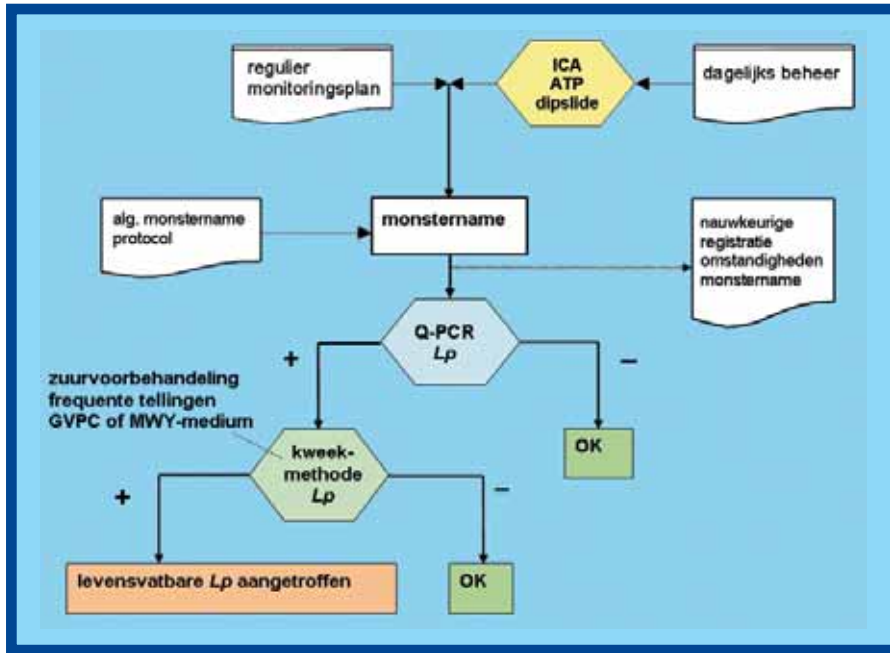 regulier
monitoringsplan
ICA
ATP
dipslide
dagelijks beheer
alg. monstername
protocol
monstername
nauwkeurige
registratie
omstandigheden
monstername
Q-PCR
Lp
+
–
zuurvoorbehandeling
frequente tellingen
GVPC of MWY-medium
kweek-
methode
Lp
OK
+
–
levensvatbare Lp aangetroffen
OK